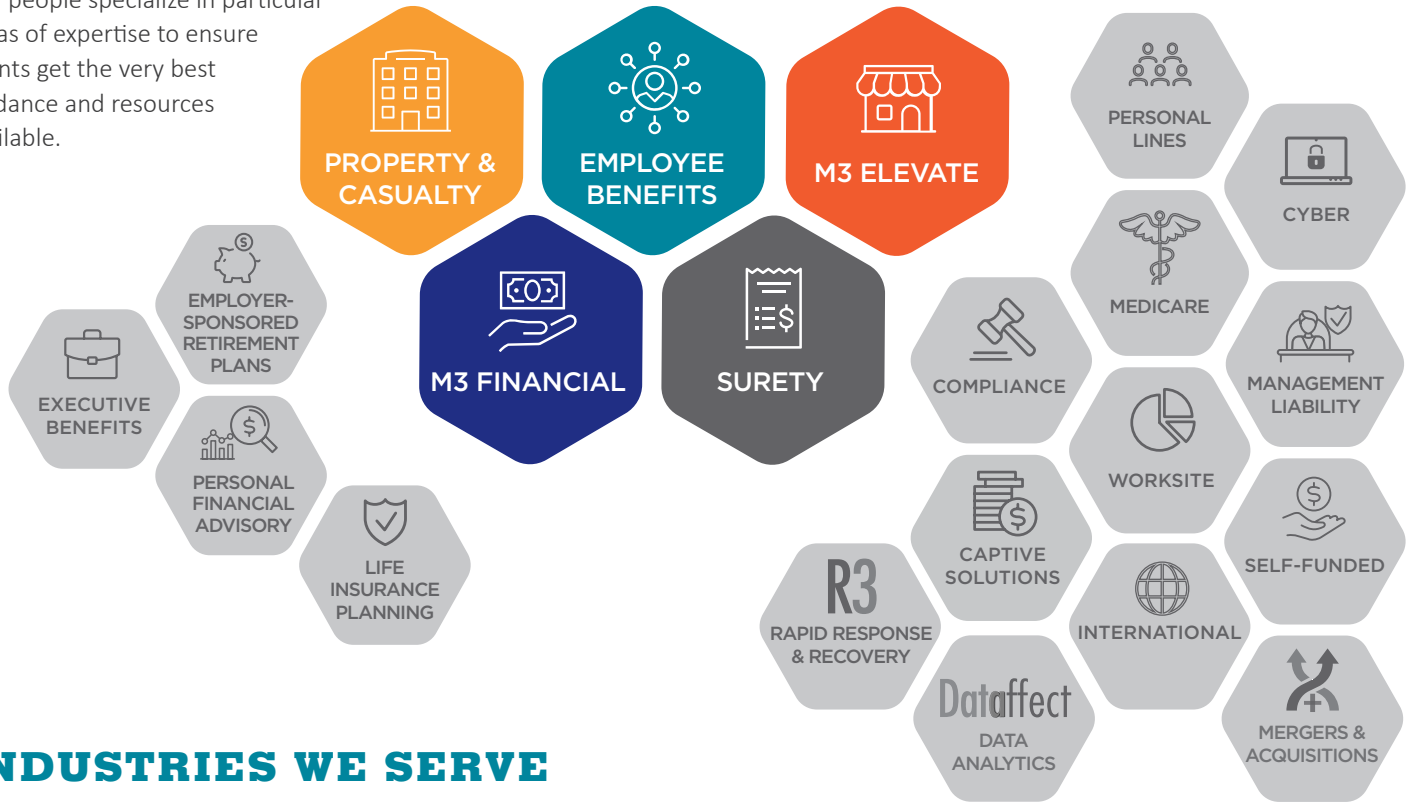 people specialize in particular
as of expertise to ensure
nts get the very best
dance and resources
ilable.
PROPERTY &
CASUALTY
EMPLOYEE
BENEFITS
M3 ELEVATE
M3 FINANCIAL
SURETY
EMPLOYER-
SPONSORED
RETIREMENT
PLANS
EXECUTIVE
BENEFITS
PERSONAL
FINANCIAL
ADVISORY
LIFE
INSURANCE
PLANNING
PERSONAL
LINES
CYBER
MEDICARE
COMPLIANCE
MANAGEMENT
LIABILITY
WORKSITE
CAPTIVE
SOLUTIONS
SELF-FUNDED
R3
RAPID RESPONSE
& RECOVERY
INTERNATIONAL
Dataffect
DATA
ANALYTICS
MERGERS &
ACQUISITIONS
NDUSTRIES WE SERVE